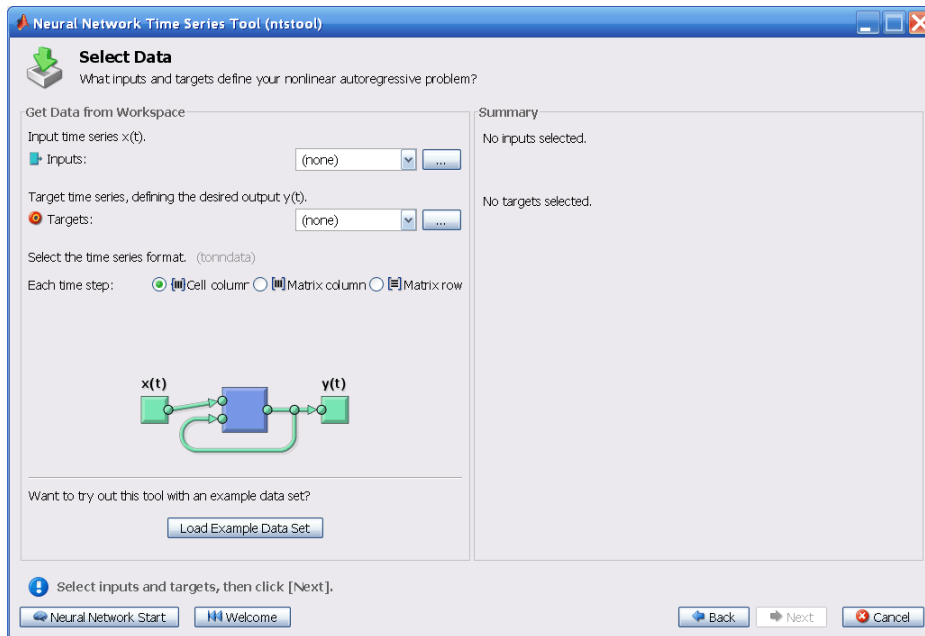 Neural Network Time Series Tool (ntstool)
Select Data
What inputs and targets define your nonlinear autoregressive problem?
Get Data from Workspace
Input time series x(t).
Inputs: (none) ...
Target time series, defining the desired output y(t).
Targets: (none) ...
Select the time series format. (tonndata)
Each time step: Cell column Matrix column Matrix row
x(t) y(t)
Want to try out this tool with an example data set?
Load Example Data Set
Summary
No inputs selected.
No targets selected.
Select inputs and targets, then click [Next].
Neural Network Start Welcome Back Next Cancel